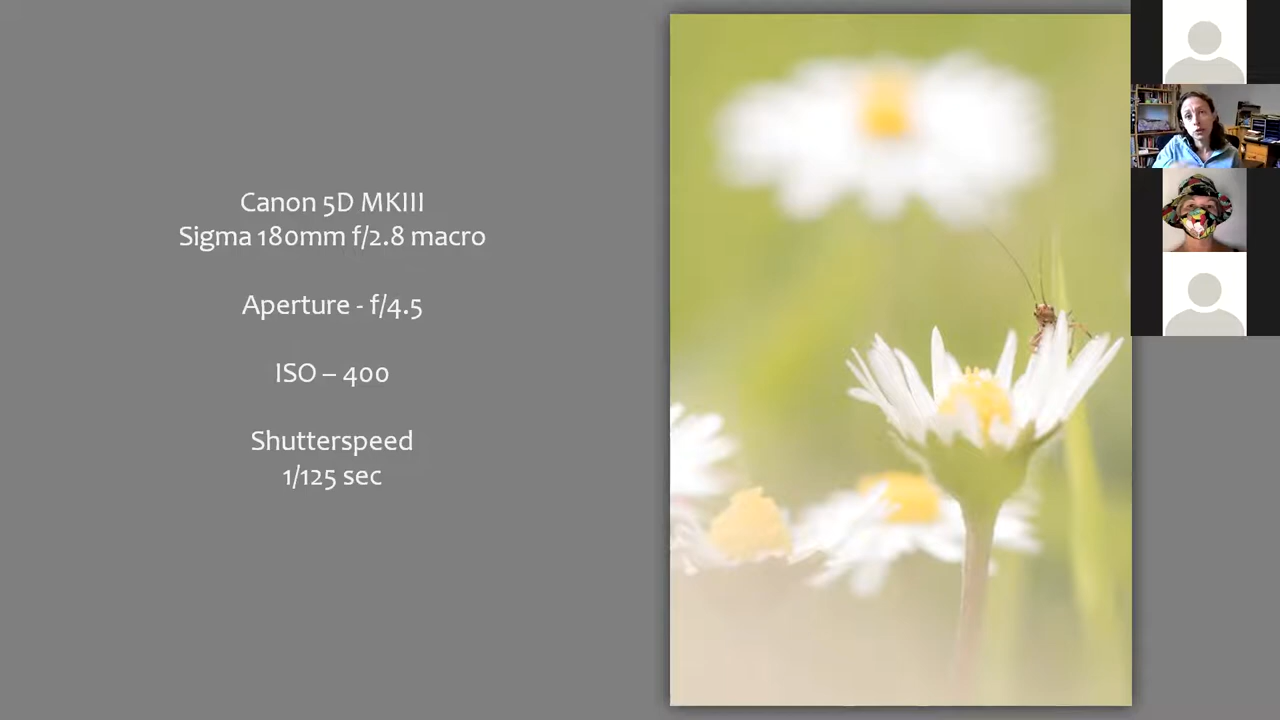 Canon 5D MKIII
Sigma 180mm f/2.8 macro
Aperture - f/4.5
ISO – 400
Shutterspeed
1/125 sec